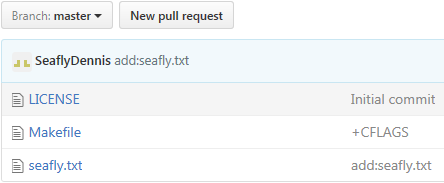 Branch: master New pull request
SeaflyDennis add:seafly.txt
LICENSE Initial commit
Makefile +CFLAGS
seafly.txt add:seafly.txt